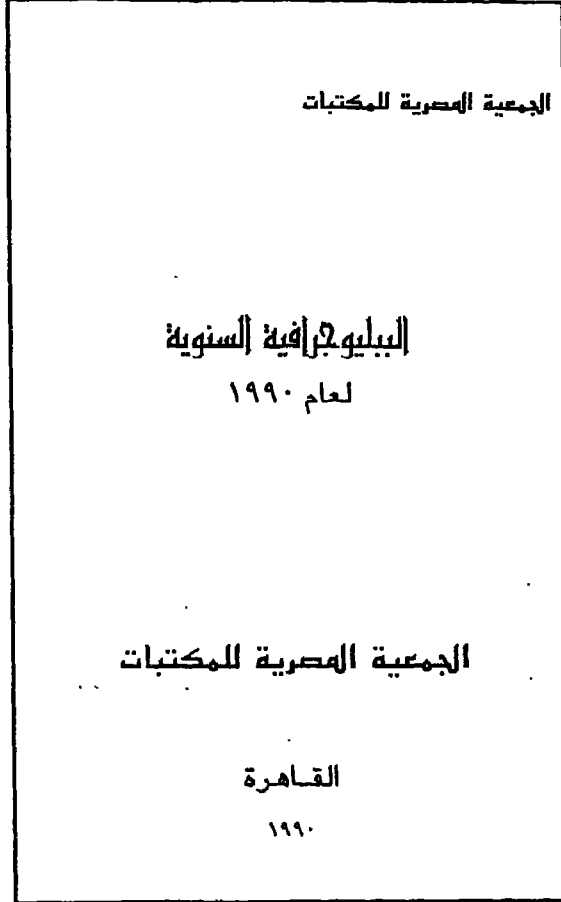 الجمعية المصرية للمكتبات
الببليوجرافية السنوية
لعام ١٩٩٠
الجمعية المصرية للمكتبات
القاهرة
١٩٩٠